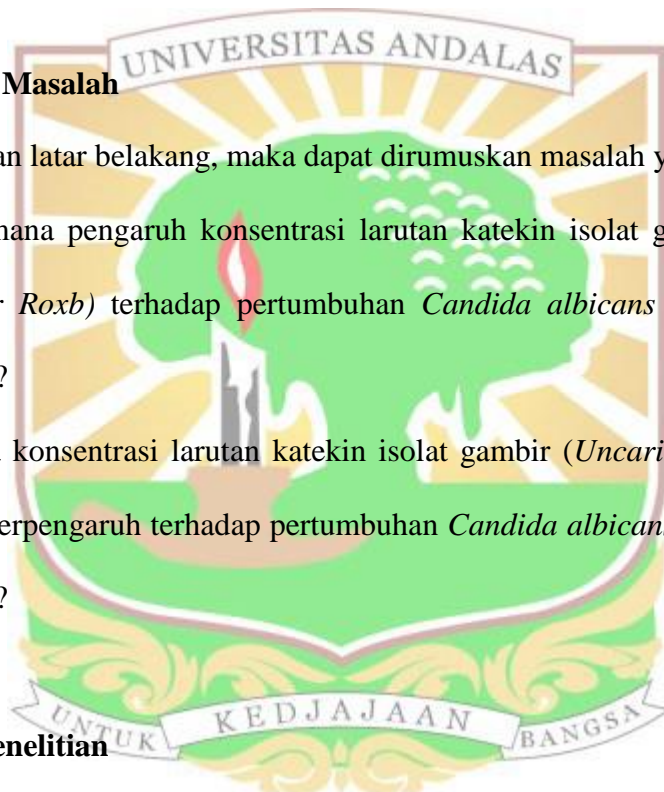 UNIVERSITAS ANDALAS
Masalah
an latar belakang, maka dapat dirumuskan masalah y
nana pengaruh konsentrasi larutan katekin isolat g
r Roxb) terhadap pertumbuhan Candida albicans
?
konsentrasi larutan katekin isolat gambir (Uncari
erpengaruh terhadap pertumbuhan Candida albican
?
UNTUK KEDJAJAAN BANGSA
enelitian